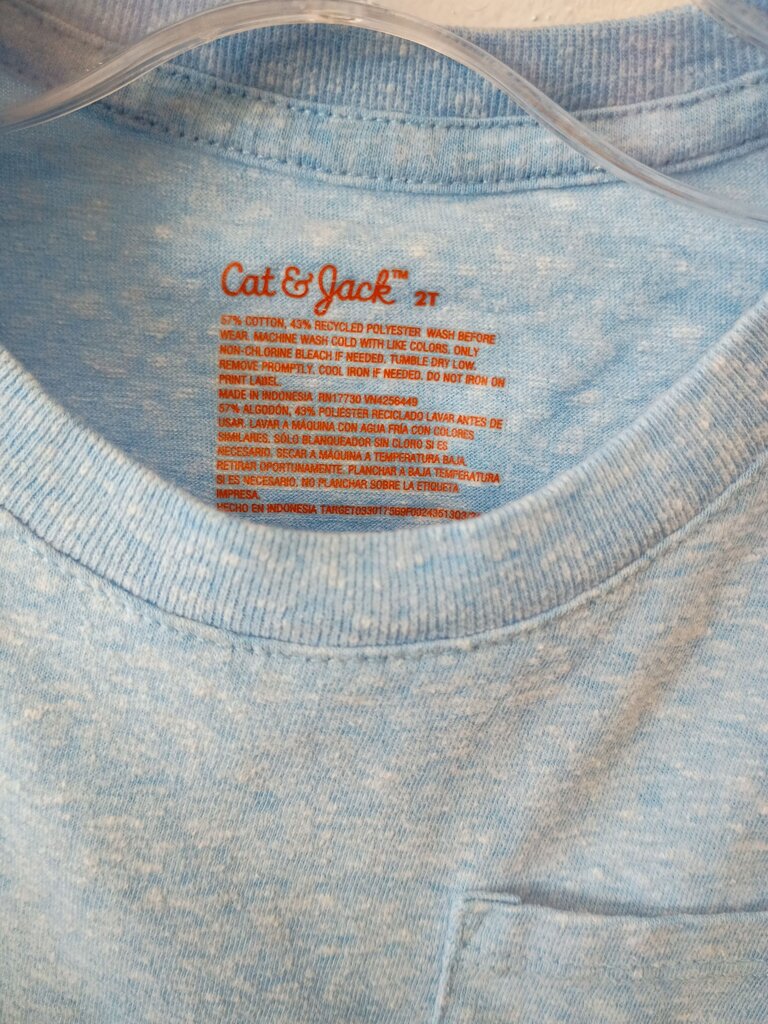 Cat & Jack™ 2T
57% COTTON, 43% RECYCLED POLYESTER WASH BEFORE
WEAR. MACHINE WASH COLD WITH LIKE COLORS. ONLY
NON-CHLORINE BLEACH IF NEEDED. TUMBLE DRY LOW.
REMOVE PROMPTLY. COOL IRON IF NEEDED. DO NOT IRON ON
PRINT LABEL.
MADE IN INDONESIA RN17730 VN4256449
57% ALGODÓN, 43% POLIÉSTER RECICLADO LAVAR ANTES DE
USAR. LAVAR A MÁQUINA CON AGUA FRÍA CON COLORES
SIMILARES. SÓLO BLANQUEADOR SIN CLORO SI ES
NECESARIO. SECAR A MÁQUINA A TEMPERATURA BAJA.
RETIRAR OPORTUNAMENTE. PLANCHAR A BAJA TEMPERATURA
SI ES NECESARIO. NO PLANCHAR SOBRE LA ETIQUETA
IMPRESA.
HECHO EN INDONESIA